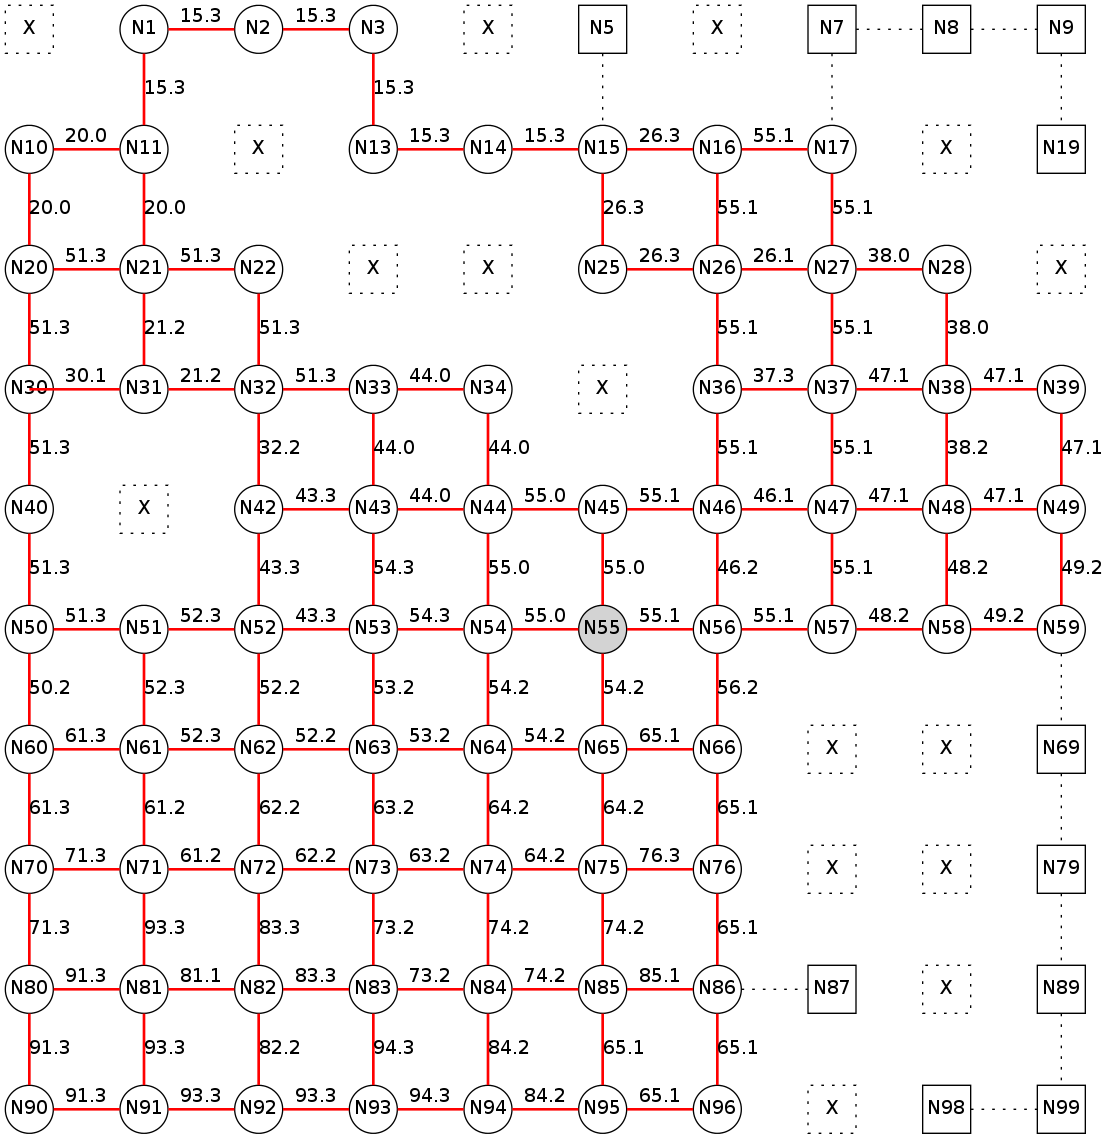 X N1 15.3 N2 15.3 N3 X N5 X N7 N8 N9
15.3 15.3
N10 20.0 N11 X N13 15.3 N14 15.3 N15 26.3 N16 55.1 N17 X N19
20.0 20.0 26.3 55.1 55.1
N20 51.3 N21 51.3 N22 X X N25 26.3 N26 26.1 N27 38.0 N28 X
51.3 21.2 51.3 55.1 55.1 38.0
N30 30.1 N31 21.2 N32 51.3 N33 44.0 N34 X N36 37.3 N37 47.1 N38 47.1 N39
51.3 32.2 44.0 44.0 55.1 55.1 38.2 47.1
N40 X N42 43.3 N43 44.0 N44 55.0 N45 55.1 N46 46.1 N47 47.1 N48 47.1 N49
51.3 43.3 54.3 55.0 55.0 46.2 55.1 48.2 49.2
N50 51.3 N51 52.3 N52 43.3 N53 54.3 N54 55.0 N55 55.1 N56 55.1 N57 48.2 N58 49.2 N59
50.2 52.3 52.2 53.2 54.2 54.2 56.2
N60 61.3 N61 52.3 N62 52.2 N63 53.2 N64 54.2 N65 65.1 N66 X X N69
61.3 61.2 62.2 63.2 64.2 64.2 65.1
N70 71.3 N71 61.2 N72 62.2 N73 63.2 N74 64.2 N75 76.3 N76 X X N79
71.3 93.3 83.3 73.2 74.2 74.2 65.1
N80 91.3 N81 81.1 N82 83.3 N83 73.2 N84 74.2 N85 85.1 N86 N87 X N89
91.3 93.3 82.2 94.3 84.2 65.1 65.1
N90 91.3 N91 93.3 N92 93.3 N93 94.3 N94 84.2 N95 65.1 N96 X N98 N99